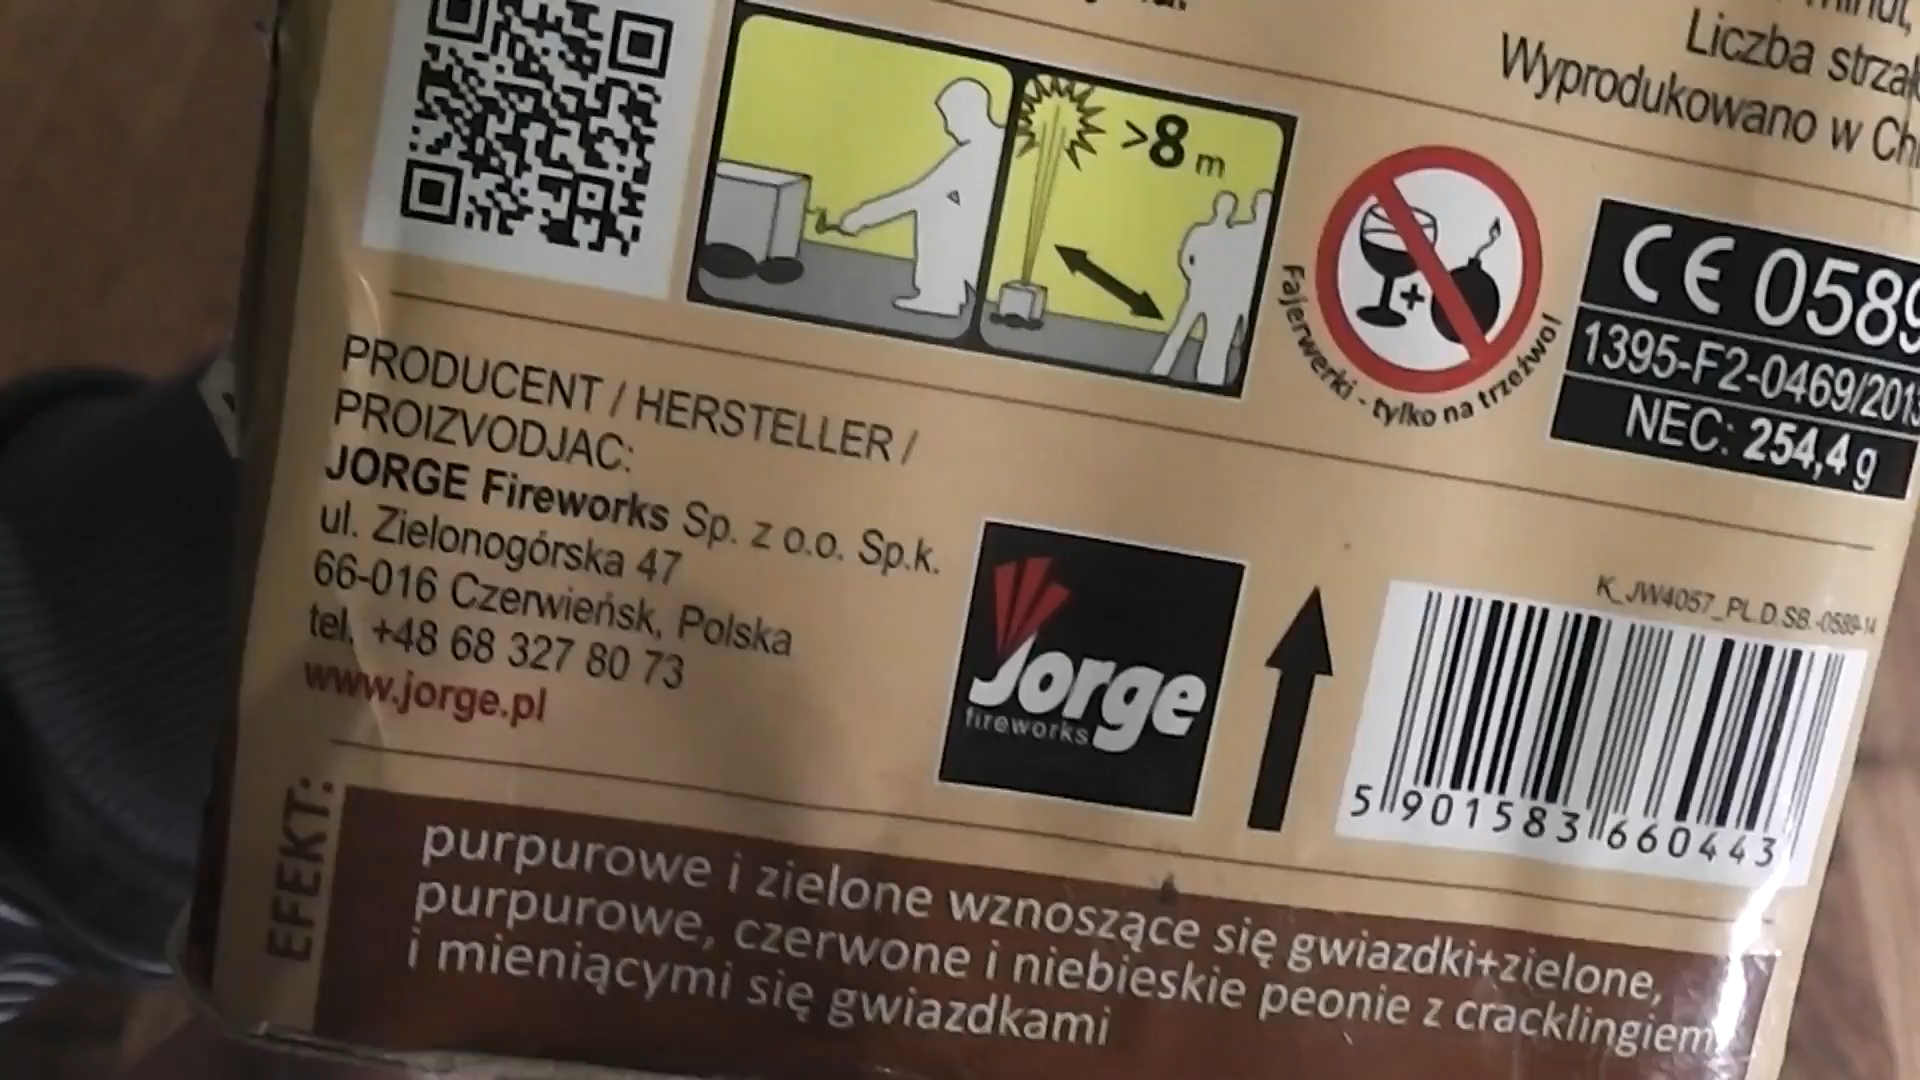 Liczba
Wyprodukowano w
>8 m
Fajerwerki - tylko na trzeźwo!
CE 0589
1395-F2-0469/2013
NEC: 254,4 g
PRODUCENT / HERSTELLER /
PROIZVODJAC:
JORGE Fireworks Sp. z o.o. Sp.k.
ul. Zielonogórska 47
66-016 Czerwieńsk, Polska
tel. +48 68 327 80 73
www.jorge.pl
Jorge
fireworks
K_JW4057_PL.D.SB.-0589-14
5 901583 660443
EFEKT:
purpurowe i zielone wznoszące się gwiazdki+zielone,
purpurowe, czerwone i niebieskie peonie z cracklingiem
i mieniącymi się gwiazdkami